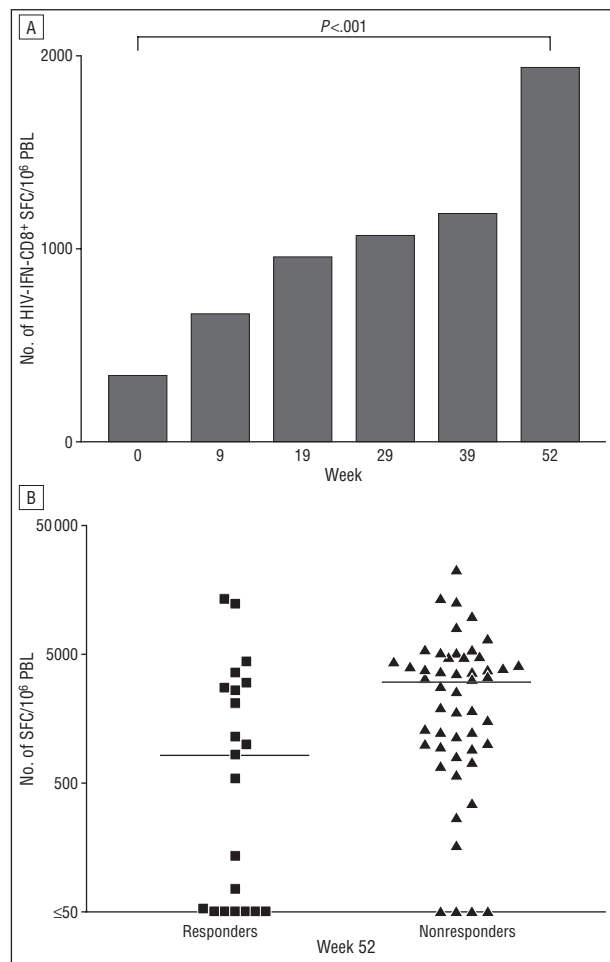 A
P<.001
2000
1000
0
No. of HIV-IFN-CD8⁺ SFC/10⁶ PBL
0 9 19 29 39 52
Week
B
50 000
5000
500
≤50
No. of SFC/10⁶ PBL
Responders Nonresponders
Week 52